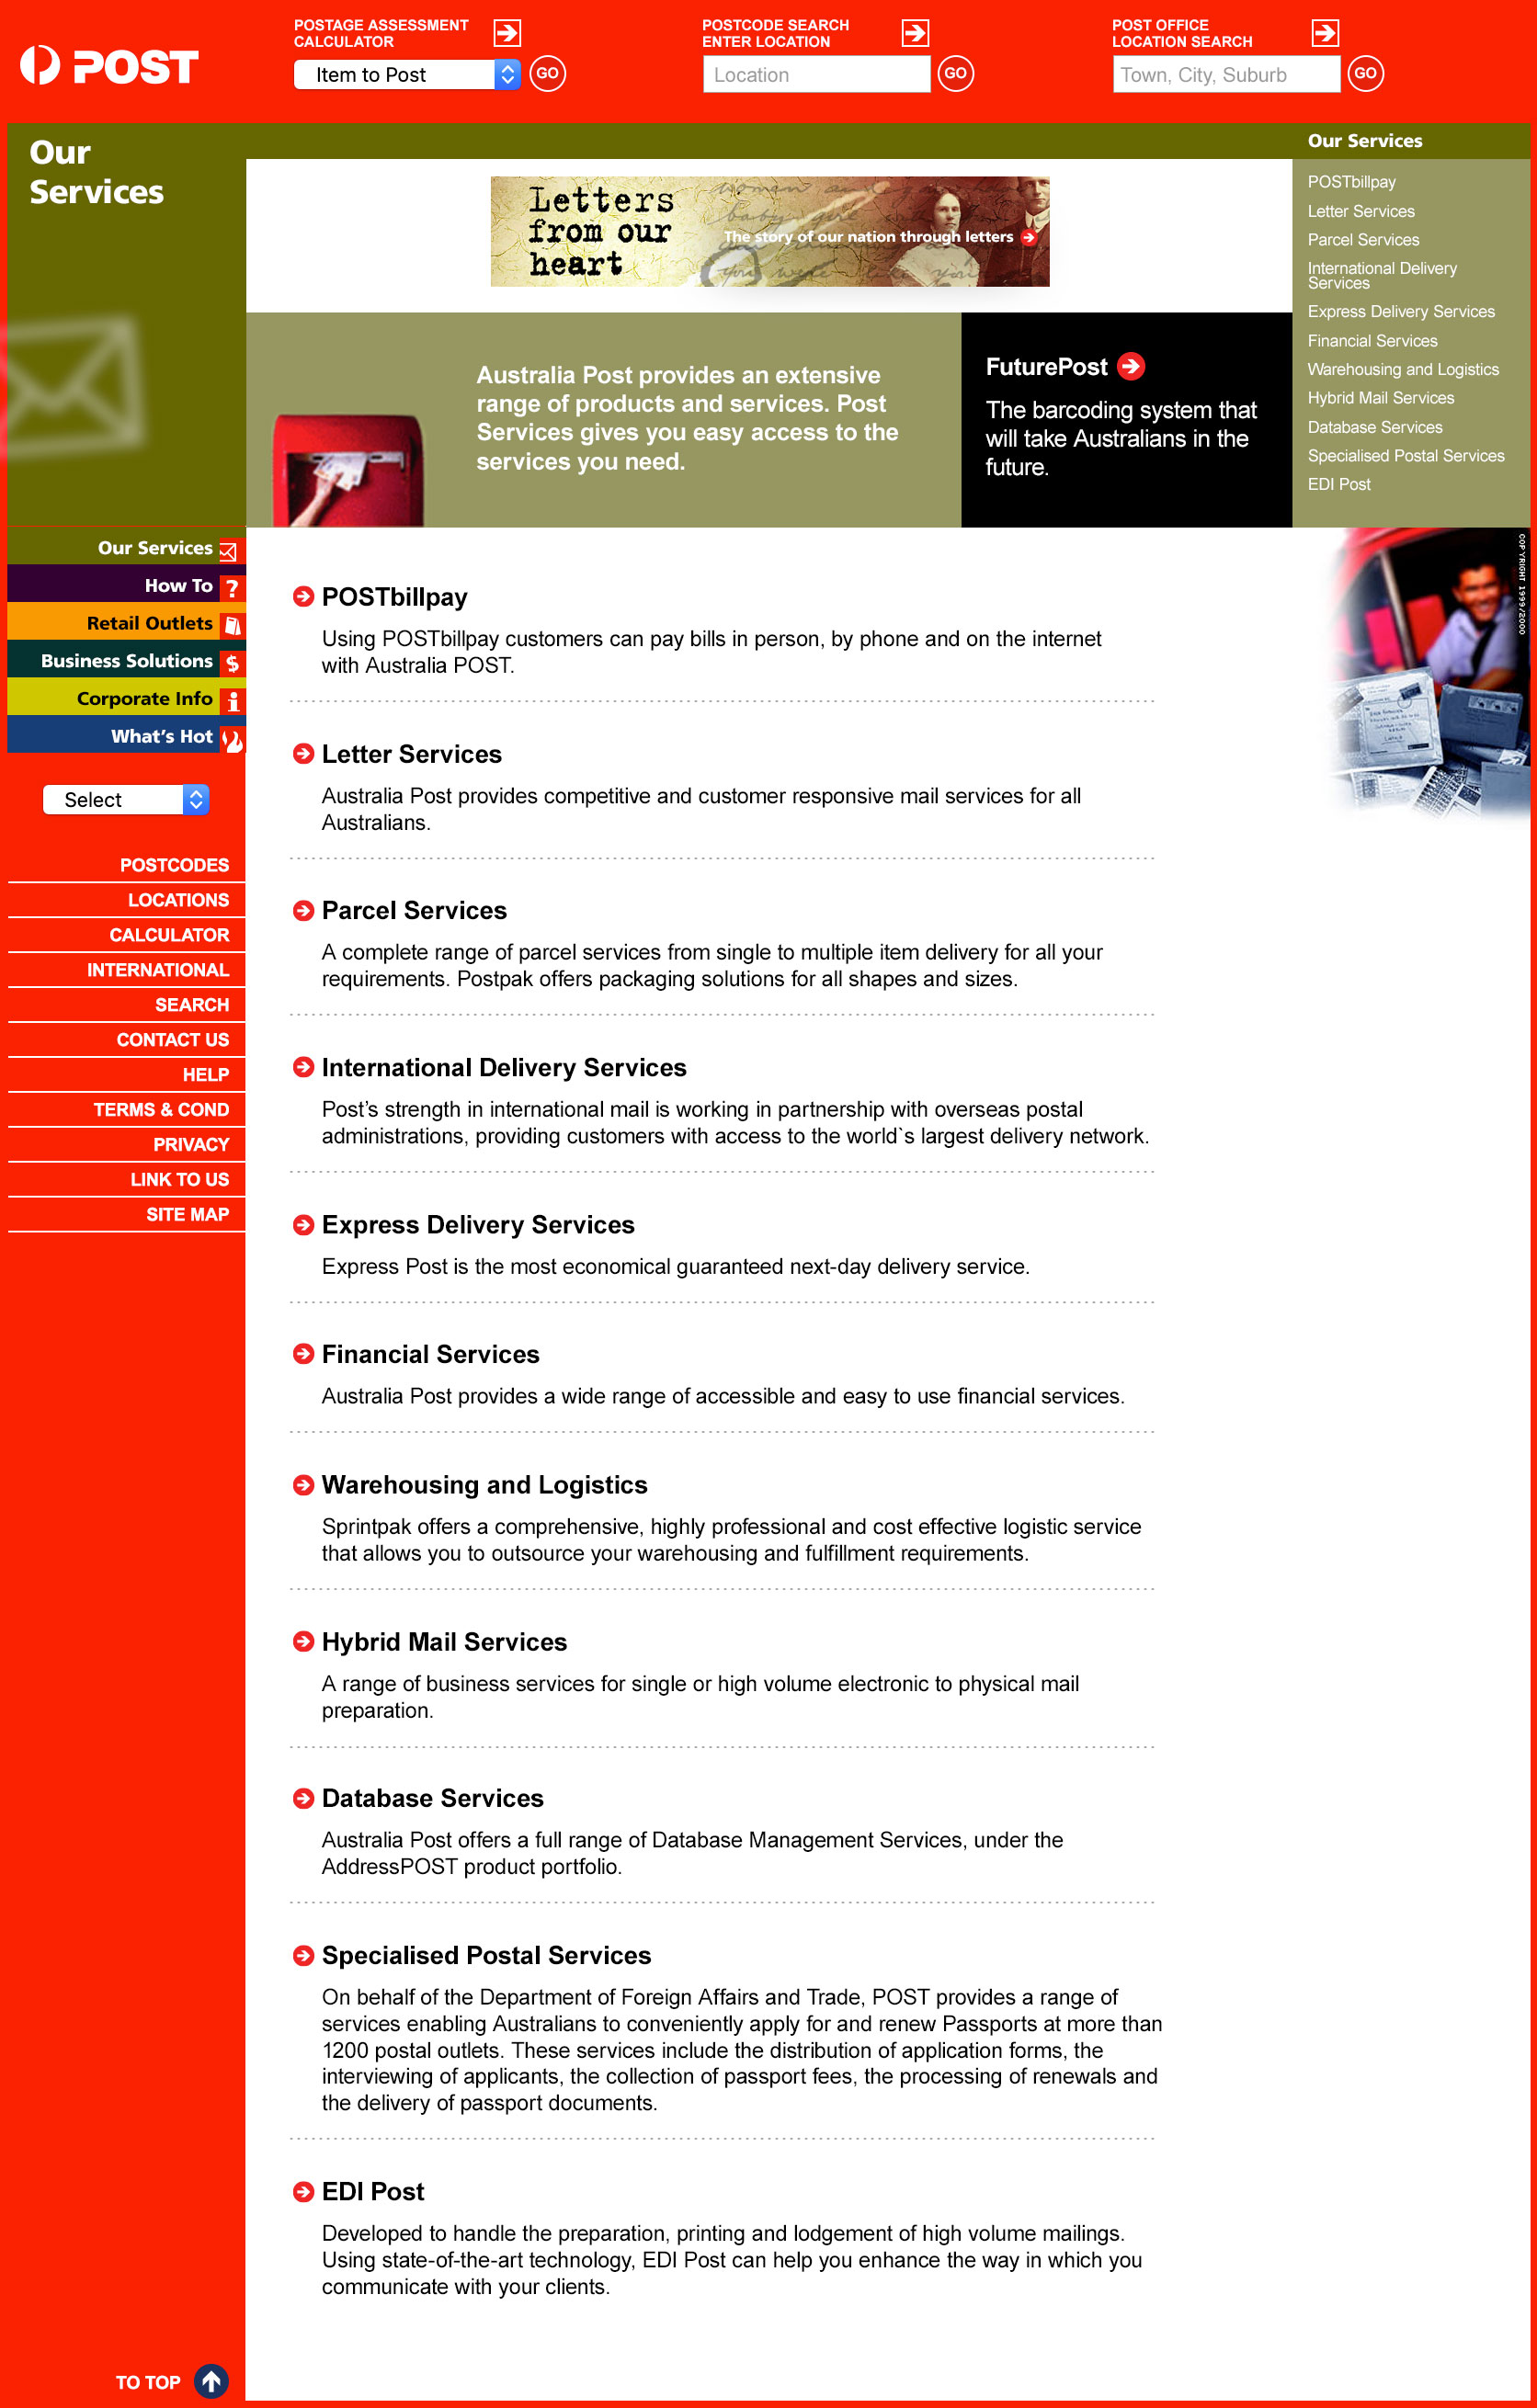 POST
POSTAGE ASSESSMENT
CALCULATOR
Item to Post
GO
POSTCODE SEARCH
ENTER LOCATION
Location
GO
POST OFFICE
LOCATION SEARCH
Town, City, Suburb
GO
Our
Services
Letters
from our
heart
The story of our nation through letters
Australia Post provides an extensive
range of products and services. Post
Services gives you easy access to the
services you need.
FuturePost
The barcoding system that
will take Australians in the
future.
Our Services
POSTbillpay
Letter Services
Parcel Services
International Delivery
Services
Express Delivery Services
Financial Services
Warehousing and Logistics
Hybrid Mail Services
Database Services
Specialised Postal Services
EDI Post
COPYRIGHT 1999/2000
Our Services
How To ?
Retail Outlets
Business Solutions $
Corporate Info i
What's Hot
Select
POSTCODES
LOCATIONS
CALCULATOR
INTERNATIONAL
SEARCH
CONTACT US
HELP
TERMS & COND
PRIVACY
LINK TO US
SITE MAP
POSTbillpay
Using POSTbillpay customers can pay bills in person, by phone and on the internet
with Australia POST.
Letter Services
Australia Post provides competitive and customer responsive mail services for all
Australians.
Parcel Services
A complete range of parcel services from single to multiple item delivery for all your
requirements. Postpak offers packaging solutions for all shapes and sizes.
International Delivery Services
Post's strength in international mail is working in partnership with overseas postal
administrations, providing customers with access to the world`s largest delivery network.
Express Delivery Services
Express Post is the most economical guaranteed next-day delivery service.
Financial Services
Australia Post provides a wide range of accessible and easy to use financial services.
Warehousing and Logistics
Sprintpak offers a comprehensive, highly professional and cost effective logistic service
that allows you to outsource your warehousing and fulfillment requirements.
Hybrid Mail Services
A range of business services for single or high volume electronic to physical mail
preparation.
Database Services
Australia Post offers a full range of Database Management Services, under the
AddressPOST product portfolio.
Specialised Postal Services
On behalf of the Department of Foreign Affairs and Trade, POST provides a range of
services enabling Australians to conveniently apply for and renew Passports at more than
1200 postal outlets. These services include the distribution of application forms, the
interviewing of applicants, the collection of passport fees, the processing of renewals and
the delivery of passport documents.
EDI Post
Developed to handle the preparation, printing and lodgement of high volume mailings.
Using state-of-the-art technology, EDI Post can help you enhance the way in which you
communicate with your clients.
TO TOP